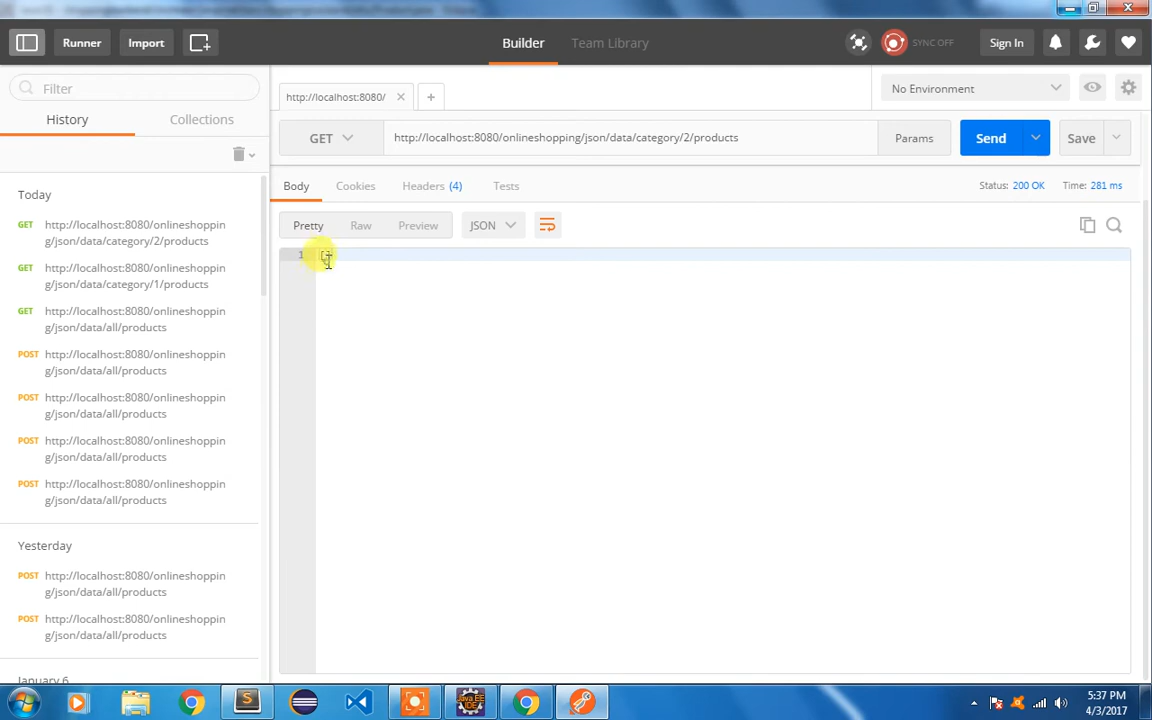 Runner
Import
Builder
Team Library
SYNC OFF
Sign In
Filter
http://localhost:8080/
No Environment
History
Collections
GET
http://localhost:8080/onlineshopping/json/data/category/2/products
Params
Send
Save
Today
Body
Cookies
Headers (4)
Tests
Status: 200 OK
Time: 281 ms
Pretty
Raw
Preview
JSON
1
GET http://localhost:8080/onlineshoppin
g/json/data/category/2/products
GET http://localhost:8080/onlineshoppin
g/json/data/category/1/products
GET http://localhost:8080/onlineshoppin
g/json/data/all/products
POST http://localhost:8080/onlineshoppin
g/json/data/all/products
POST http://localhost:8080/onlineshoppin
g/json/data/all/products
POST http://localhost:8080/onlineshoppin
g/json/data/all/products
POST http://localhost:8080/onlineshoppin
g/json/data/all/products
Yesterday
POST http://localhost:8080/onlineshoppin
g/json/data/all/products
POST http://localhost:8080/onlineshoppin
g/json/data/all/products
January 6
Java EE
IDE
5:37 PM
4/3/2017